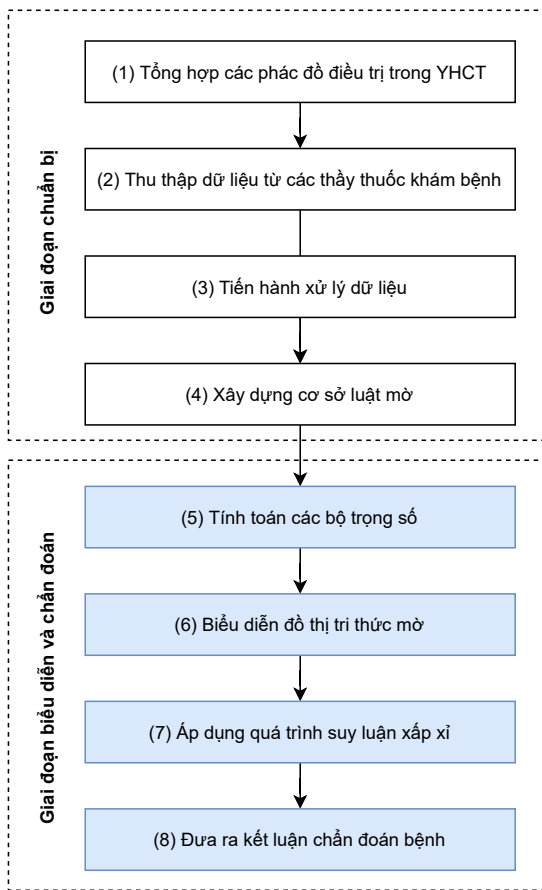 Giai đoạn chuẩn bị
(1) Tổng hợp các phác đồ điều trị trong YHCT
(2) Thu thập dữ liệu từ các thầy thuốc khám bệnh
(3) Tiến hành xử lý dữ liệu
(4) Xây dựng cơ sở luật mờ
Giai đoạn biểu diễn và chẩn đoán
(5) Tính toán các bộ trọng số
(6) Biểu diễn đồ thị tri thức mờ
(7) Áp dụng quá trình suy luận xấp xỉ
(8) Đưa ra kết luận chẩn đoán bệnh